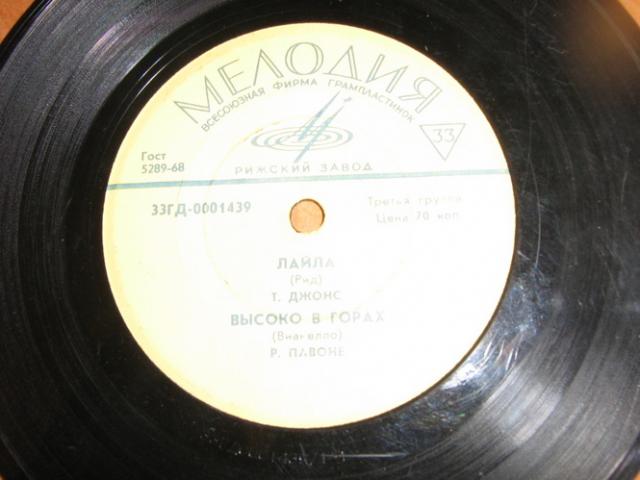 МЕЛОДИЯ
ВСЕСОЮЗНАЯ ФИРМА ГРАМПЛАСТИНОК
33
Гост
5289-68
РИЖСКИЙ ЗАВОД
33ГД-0001439
Третья группа
Цена 70 коп.
ЛАЙЛА
(Рид)
Т. ДЖОНС
ВЫСОКО В ГОРАХ
(Вианелло)
Р. ПАВОНЕ